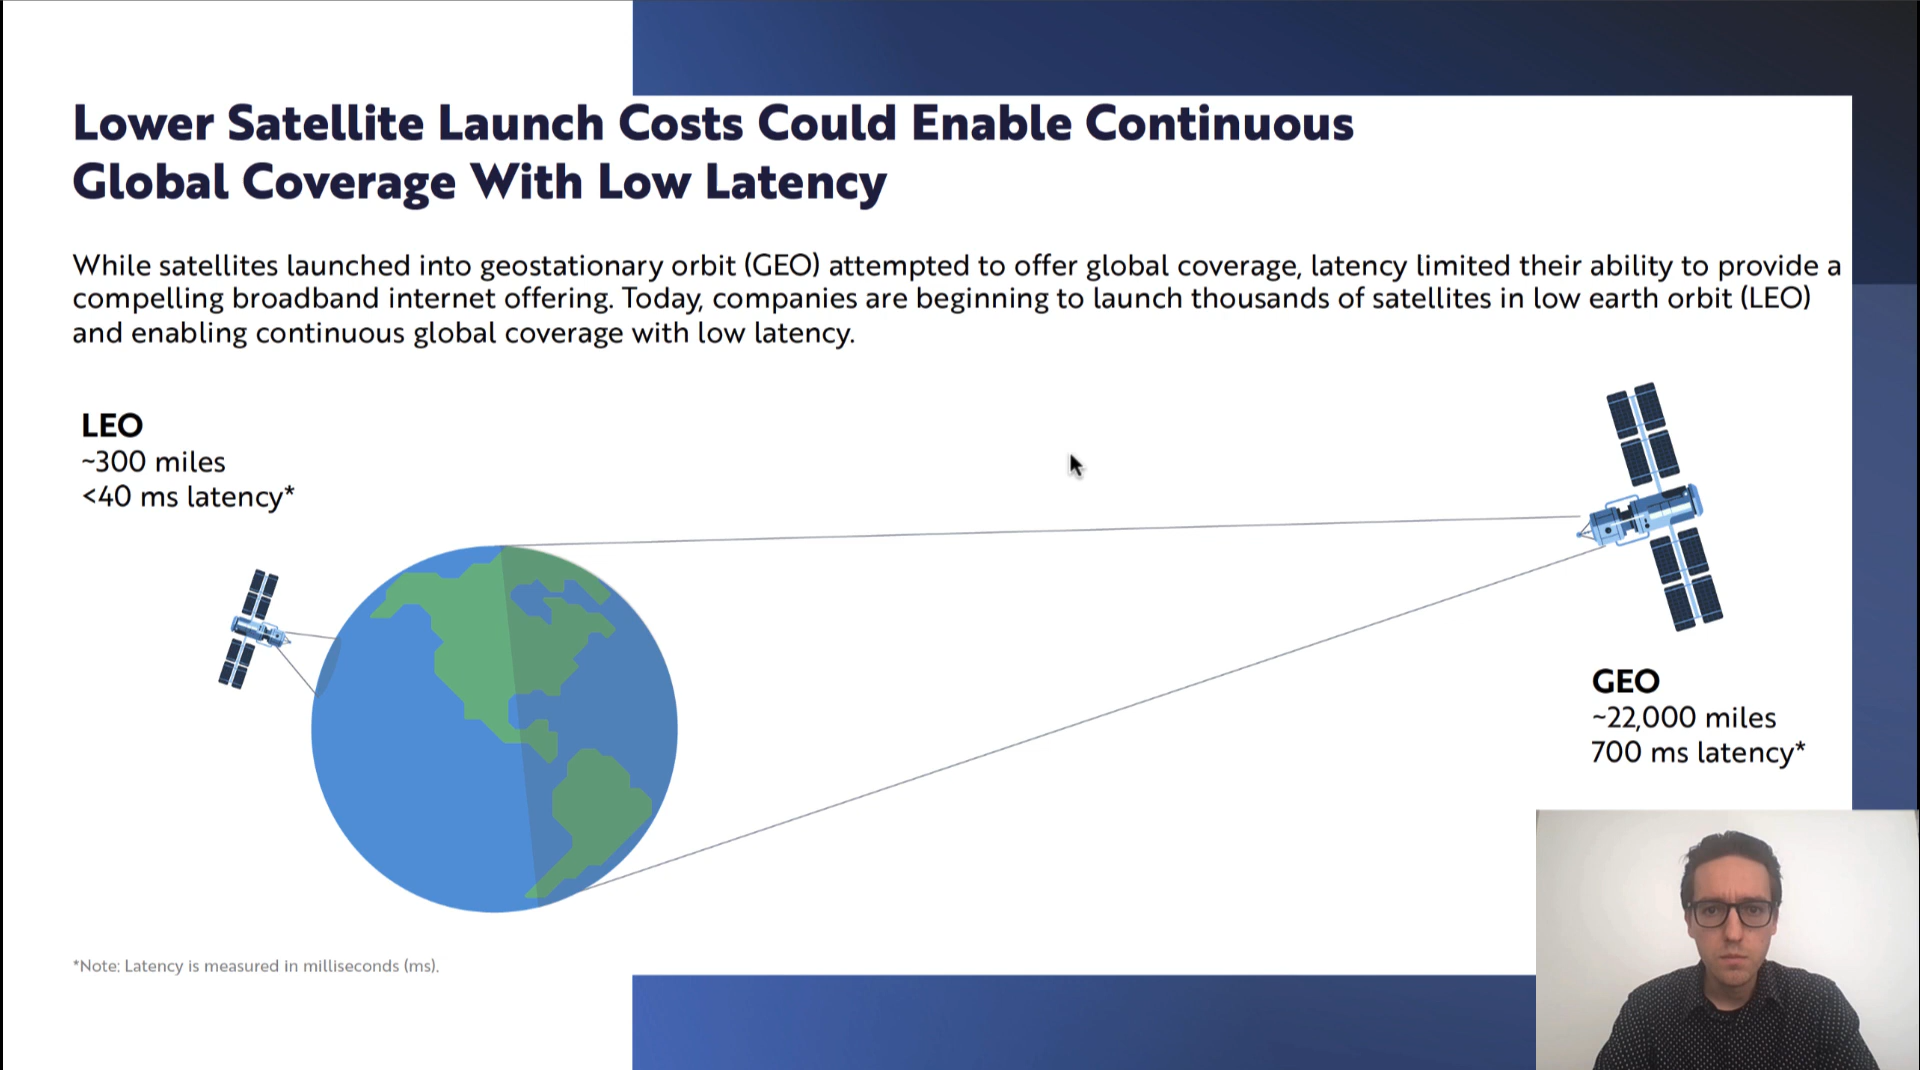 Lower Satellite Launch Costs Could Enable Continuous
Global Coverage With Low Latency
While satellites launched into geostationary orbit (GEO) attempted to offer global coverage, latency limited their ability to provide a
compelling broadband internet offering. Today, companies are beginning to launch thousands of satellites in low earth orbit (LEO)
and enabling continuous global coverage with low latency.
LEO
~300 miles
<40 ms latency*
GEO
~22,000 miles
700 ms latency*
*Note: Latency is measured in milliseconds (ms).